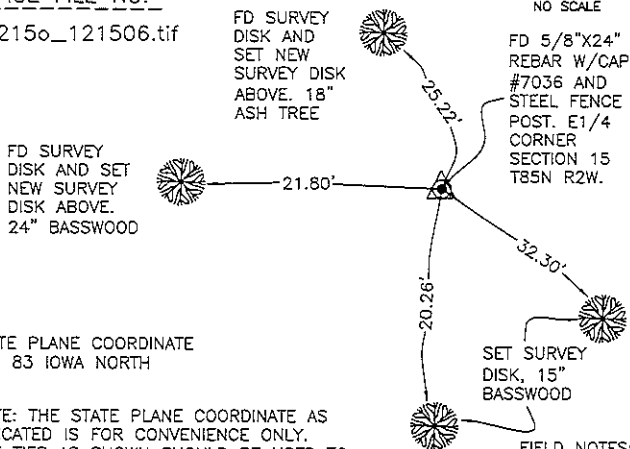 215o_121506.tif
NO SCALE
FD SURVEY
DISK AND
SET NEW
SURVEY DISK
ABOVE. 18"
ASH TREE
FD 5/8"X24"
REBAR W/CAP
#7036 AND
STEEL FENCE
POST. E1/4
CORNER
SECTION 15
T85N R2W.
25.22'
FD SURVEY
DISK AND SET
NEW SURVEY
DISK ABOVE.
24" BASSWOOD
21.80'
32.30'
20.26'
SET SURVEY
DISK, 15"
BASSWOOD
TE PLANE COORDINATE
83 IOWA NORTH
TE: THE STATE PLANE COORDINATE AS
CATED IS FOR CONVENIENCE ONLY.
FIELD NOTES: